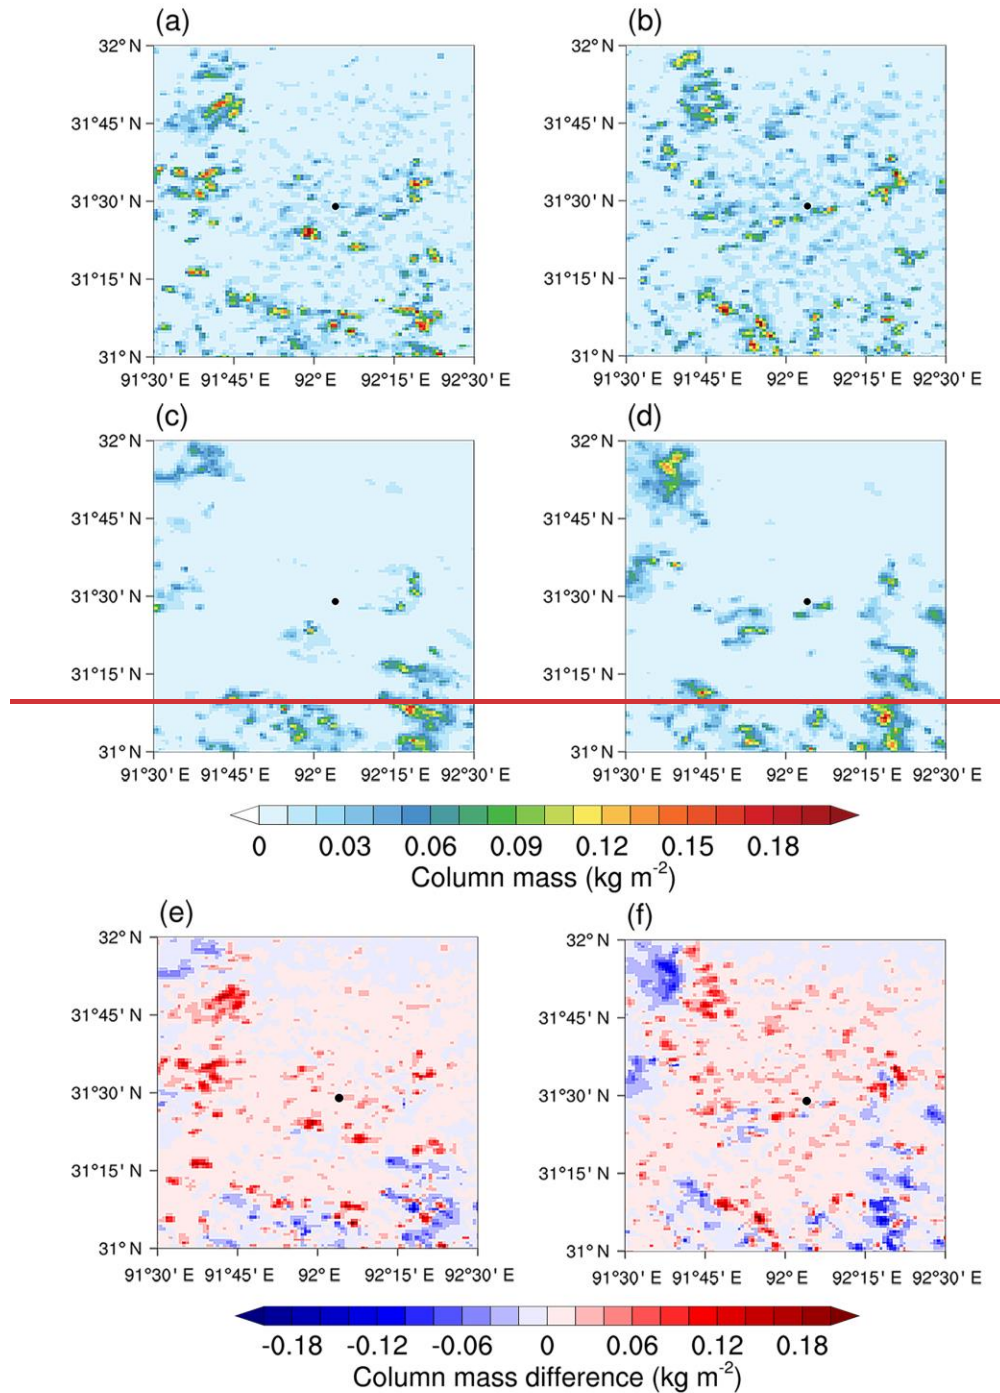 (a) (b)
32° N 32° N
31°45' N 31°45' N
31°30' N 31°30' N
31°15' N 31°15' N
31° N 31° N
91°30' E 91°45' E 92° E 92°15' E 92°30' E 91°30' E 91°45' E 92° E 92°15' E 92°30' E
(c) (d)
32° N 32° N
31°45' N 31°45' N
31°30' N 31°30' N
31°15' N 31°15' N
31° N 31° N
91°30' E 91°45' E 92° E 92°15' E 92°30' E 91°30' E 91°45' E 92° E 92°15' E 92°30' E
0 0.03 0.06 0.09 0.12 0.15 0.18
Column mass (kg m⁻²)
(e) (f)
32° N 32° N
31°45' N 31°45' N
31°30' N 31°30' N
31°15' N 31°15' N
31° N 31° N
91°30' E 91°45' E 92° E 92°15' E 92°30' E 91°30' E 91°45' E 92° E 92°15' E 92°30' E
-0.18 -0.12 -0.06 0 0.06 0.12 0.18
Column mass difference (kg m⁻²)